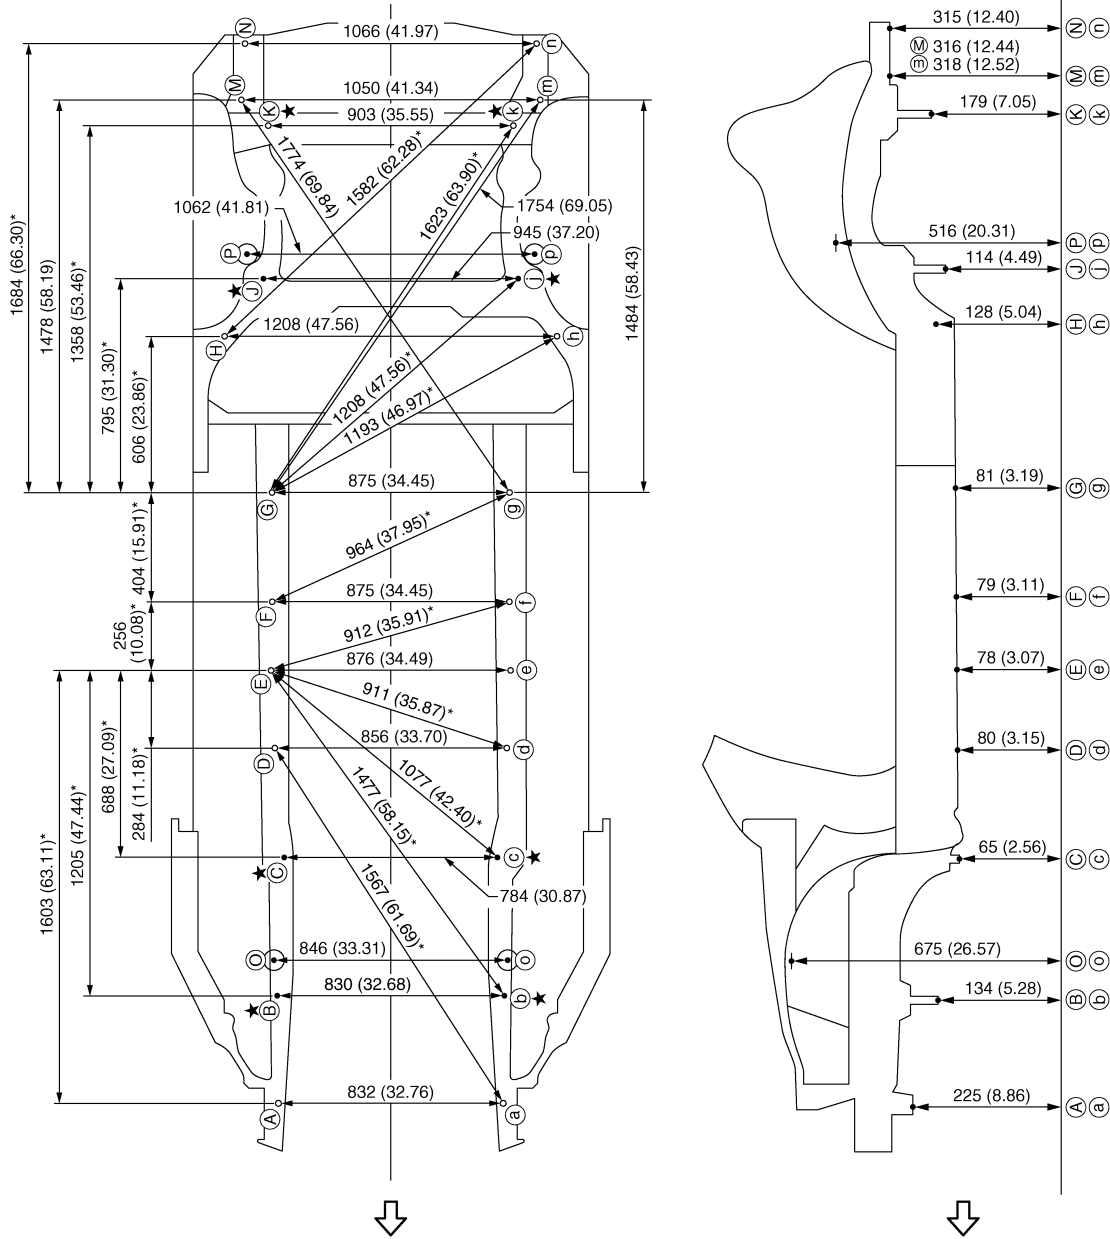 N
1066 (41.97)
n
315 (12.40)
N n
M
1050 (41.34)
m
M 316 (12.44)
m 318 (12.52)
M m
K ★
903 (35.55)
★ k
179 (7.05)
K k
1774 (69.84)
1582 (62.28)*
1623 (63.90)*
1062 (41.81)
1754 (69.05)
945 (37.20)
P
p
516 (20.31)
P p
★ J
j ★
114 (4.49)
J j
1684 (66.30)*
1478 (58.19)
1358 (53.46)*
795 (31.30)*
606 (23.86)*
1484 (58.43)
H
1208 (47.56)
h
128 (5.04)
H h
1208 (47.56)*
1193 (46.97)*
G
875 (34.45)
g
81 (3.19)
G g
404 (15.91)*
964 (37.95)*
F
875 (34.45)
f
79 (3.11)
F f
256
(10.08)*
912 (35.91)*
E
876 (34.49)
e
78 (3.07)
E e
911 (35.87)*
D
856 (33.70)
d
80 (3.15)
D d
1603 (63.11)*
1205 (47.44)*
688 (27.09)*
284 (11.18)*
1077 (42.40)*
1477 (58.15)*
1567 (61.69)*
★ C
c ★
784 (30.87)
65 (2.56)
C c
O
846 (33.31)
o
675 (26.57)
O o
★ B
830 (32.68)
b ★
134 (5.28)
B b
A
832 (32.76)
a
225 (8.86)
A a